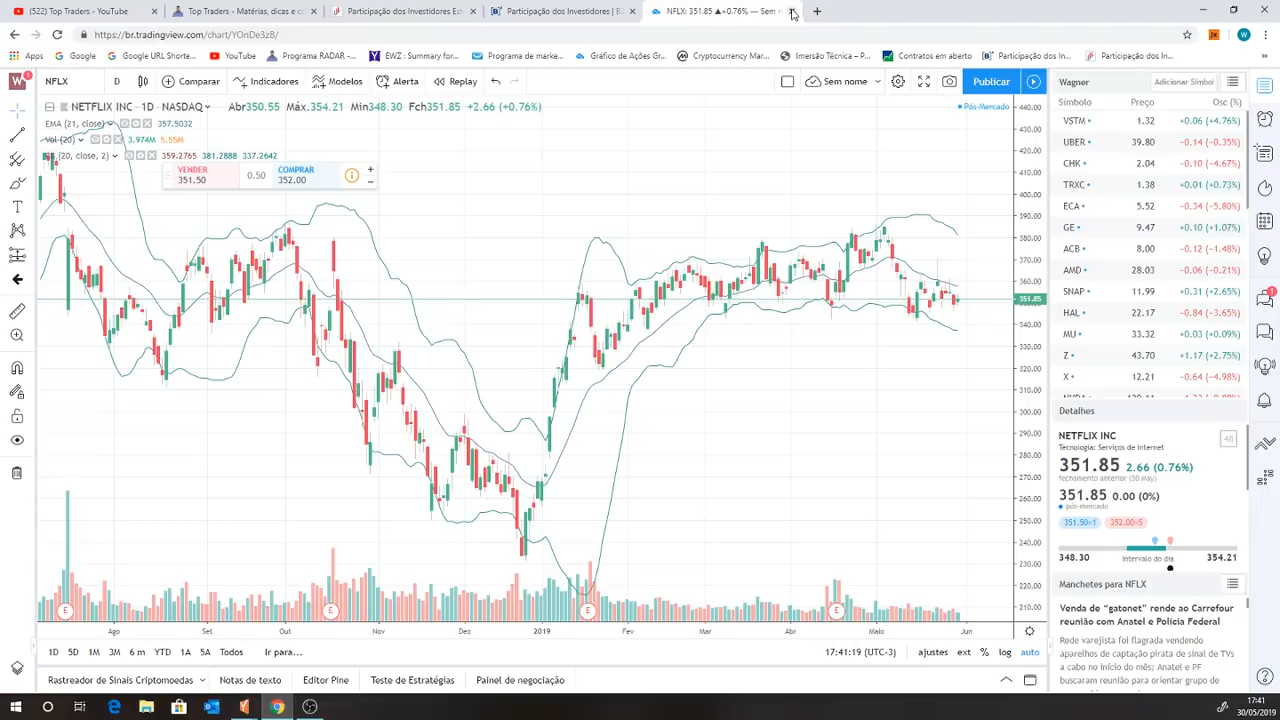 (522) Top Traders - YouTube
Top Traders - Matérias, dicas e co
Participação dos Investidores Ext
Participação dos Investidores | B3
NFLX: 351.85 ▲+0.76% — Sem n
https://br.tradingview.com/chart/YOnDe3zB/
W
Apps
Google
Google URL Short...
YouTube
Programa RADAR -...
EWZ : Summary for...
Programa de market...
Gráfico de Ações Gr...
Cryptocurrency Mar...
Imersão Técnica – P...
Contratos em aberto
Participação dos In...
Participação dos In...
W
1
NFLX
D
Comparar
Indicadores
Modelos
Alerta
Replay
Sem nome
Publicar
Wagner
Adicionar Símbol
NETFLIX INC · 1D · NASDAQ
Abr350.55 Máx354.21 Mín348.30 Fch351.85 +2.66 (+0.76%)
EMA (21, close) 357.5032
Vol (20) 3.974M 5.55M
(20, close, 2) 359.2765 381.2888 337.2642
VENDER
351.50
0.50
COMPRAR
352.00
Pós-Mercado
440.00
430.00
420.00
410.00
400.00
390.00
380.00
370.00
360.00
351.85
340.00
330.00
320.00
310.00
300.00
290.00
280.00
270.00
260.00
250.00
240.00
230.00
220.00
210.00
E
E
E
E
Ago Set Out Nov Dez 2019 Fev Mar Abr Maio Jun
1D 5D 1M 3M 6 m YTD 1A 5A Todos Ir para...
17:41:19 (UTC-3) ajustes ext % log auto
Rastreador de Sinais Criptomoedas
Notas de texto
Editor Pine
Teste de Estratégias
Painel de negociação
Símbolo Preço Osc (%)
VSTM 1.32 +0.06 (+4.76%)
UBER 39.80 -0.14 (-0.35%)
CHK 2.04 -0.10 (-4.67%)
TRXC 1.38 +0.01 (+0.73%)
ECA 5.52 -0.34 (-5.80%)
GE 9.47 +0.10 (+1.07%)
ACB 8.00 -0.12 (-1.48%)
AMD 28.03 -0.06 (-0.21%)
SNAP 11.99 +0.31 (+2.65%)
HAL 22.17 -0.84 (-3.65%)
MU 33.32 +0.03 (+0.09%)
Z 43.70 +1.17 (+2.75%)
X 12.21 -0.64 (-4.98%)
Detalhes
NETFLIX INC
48
Tecnologia: Serviços de Internet
351.85 2.66 (0.76%)
fechamento anterior (30 May)
351.85 0.00 (0%)
pós-mercado
351.50×1 352.00×5
348.30 Intervalo do dia 354.21
Manchetes para NFLX
Venda de “gatonet” rende ao Carrefour
reunião com Anatel e Polícia Federal
Rede varejista foi flagrada vendendo
aparelhos de captação pirata de sinal de TVs
a cabo no início do mês; Anatel e PF
buscaram reunião para orientar grupo de
1
17:41
30/05/2019